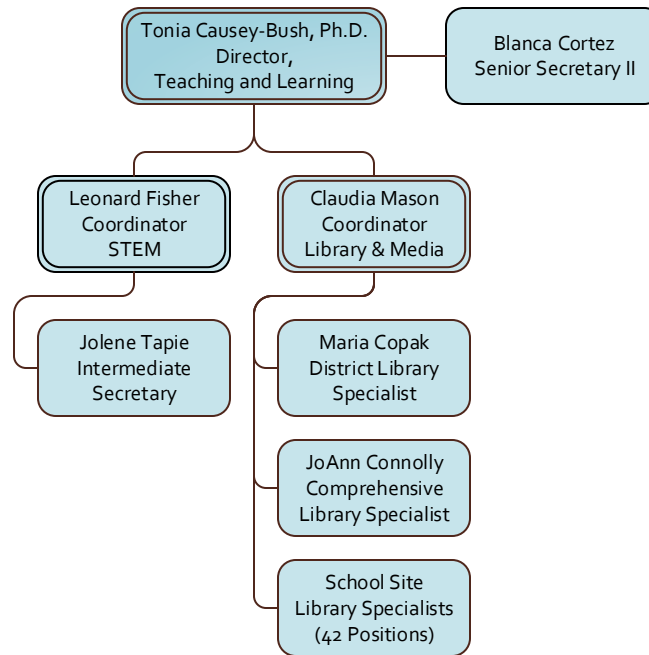 Tonia Causey-Bush, Ph.D.
Director,
Teaching and Learning
Blanca Cortez
Senior Secretary II
Leonard Fisher
Coordinator
STEM
Claudia Mason
Coordinator
Library & Media
Jolene Tapie
Intermediate
Secretary
Maria Copak
District Library
Specialist
JoAnn Connolly
Comprehensive
Library Specialist
School Site
Library Specialists
(42 Positions)